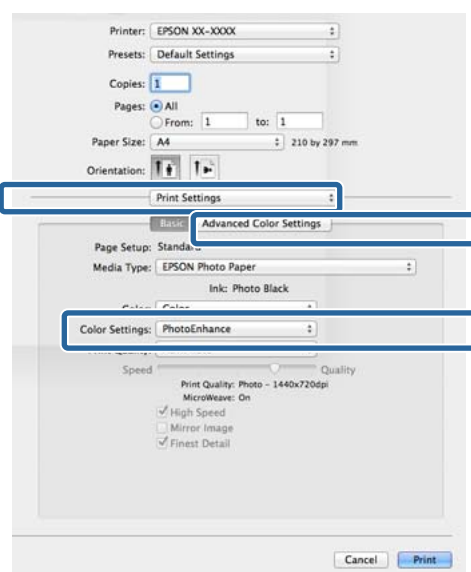 Printer: EPSON XX-XXXX
Presets: Default Settings
Copies: 1
Pages: All
From: 1 to: 1
Paper Size: A4 210 by 297 mm
Orientation:
Print Settings
Basic Advanced Color Settings
Page Setup: Standard
Media Type: EPSON Photo Paper
Ink: Photo Black
Color: Color
Color Settings: PhotoEnhance
Speed Quality
Print Quality: Photo - 1440x720dpi
MicroWeave: On
High Speed
Mirror Image
Finest Detail
Cancel Print